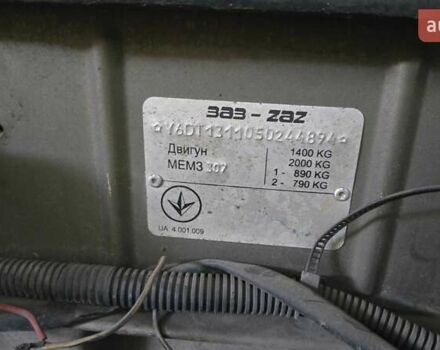 au
ЗАЗ - ZAZ
☆Y6DT1311050244894☆
Двигун 1400 KG
МЕМЗ 307 2000 KG
1 - 890 KG
2 - 790 KG
UA. 4.001.009